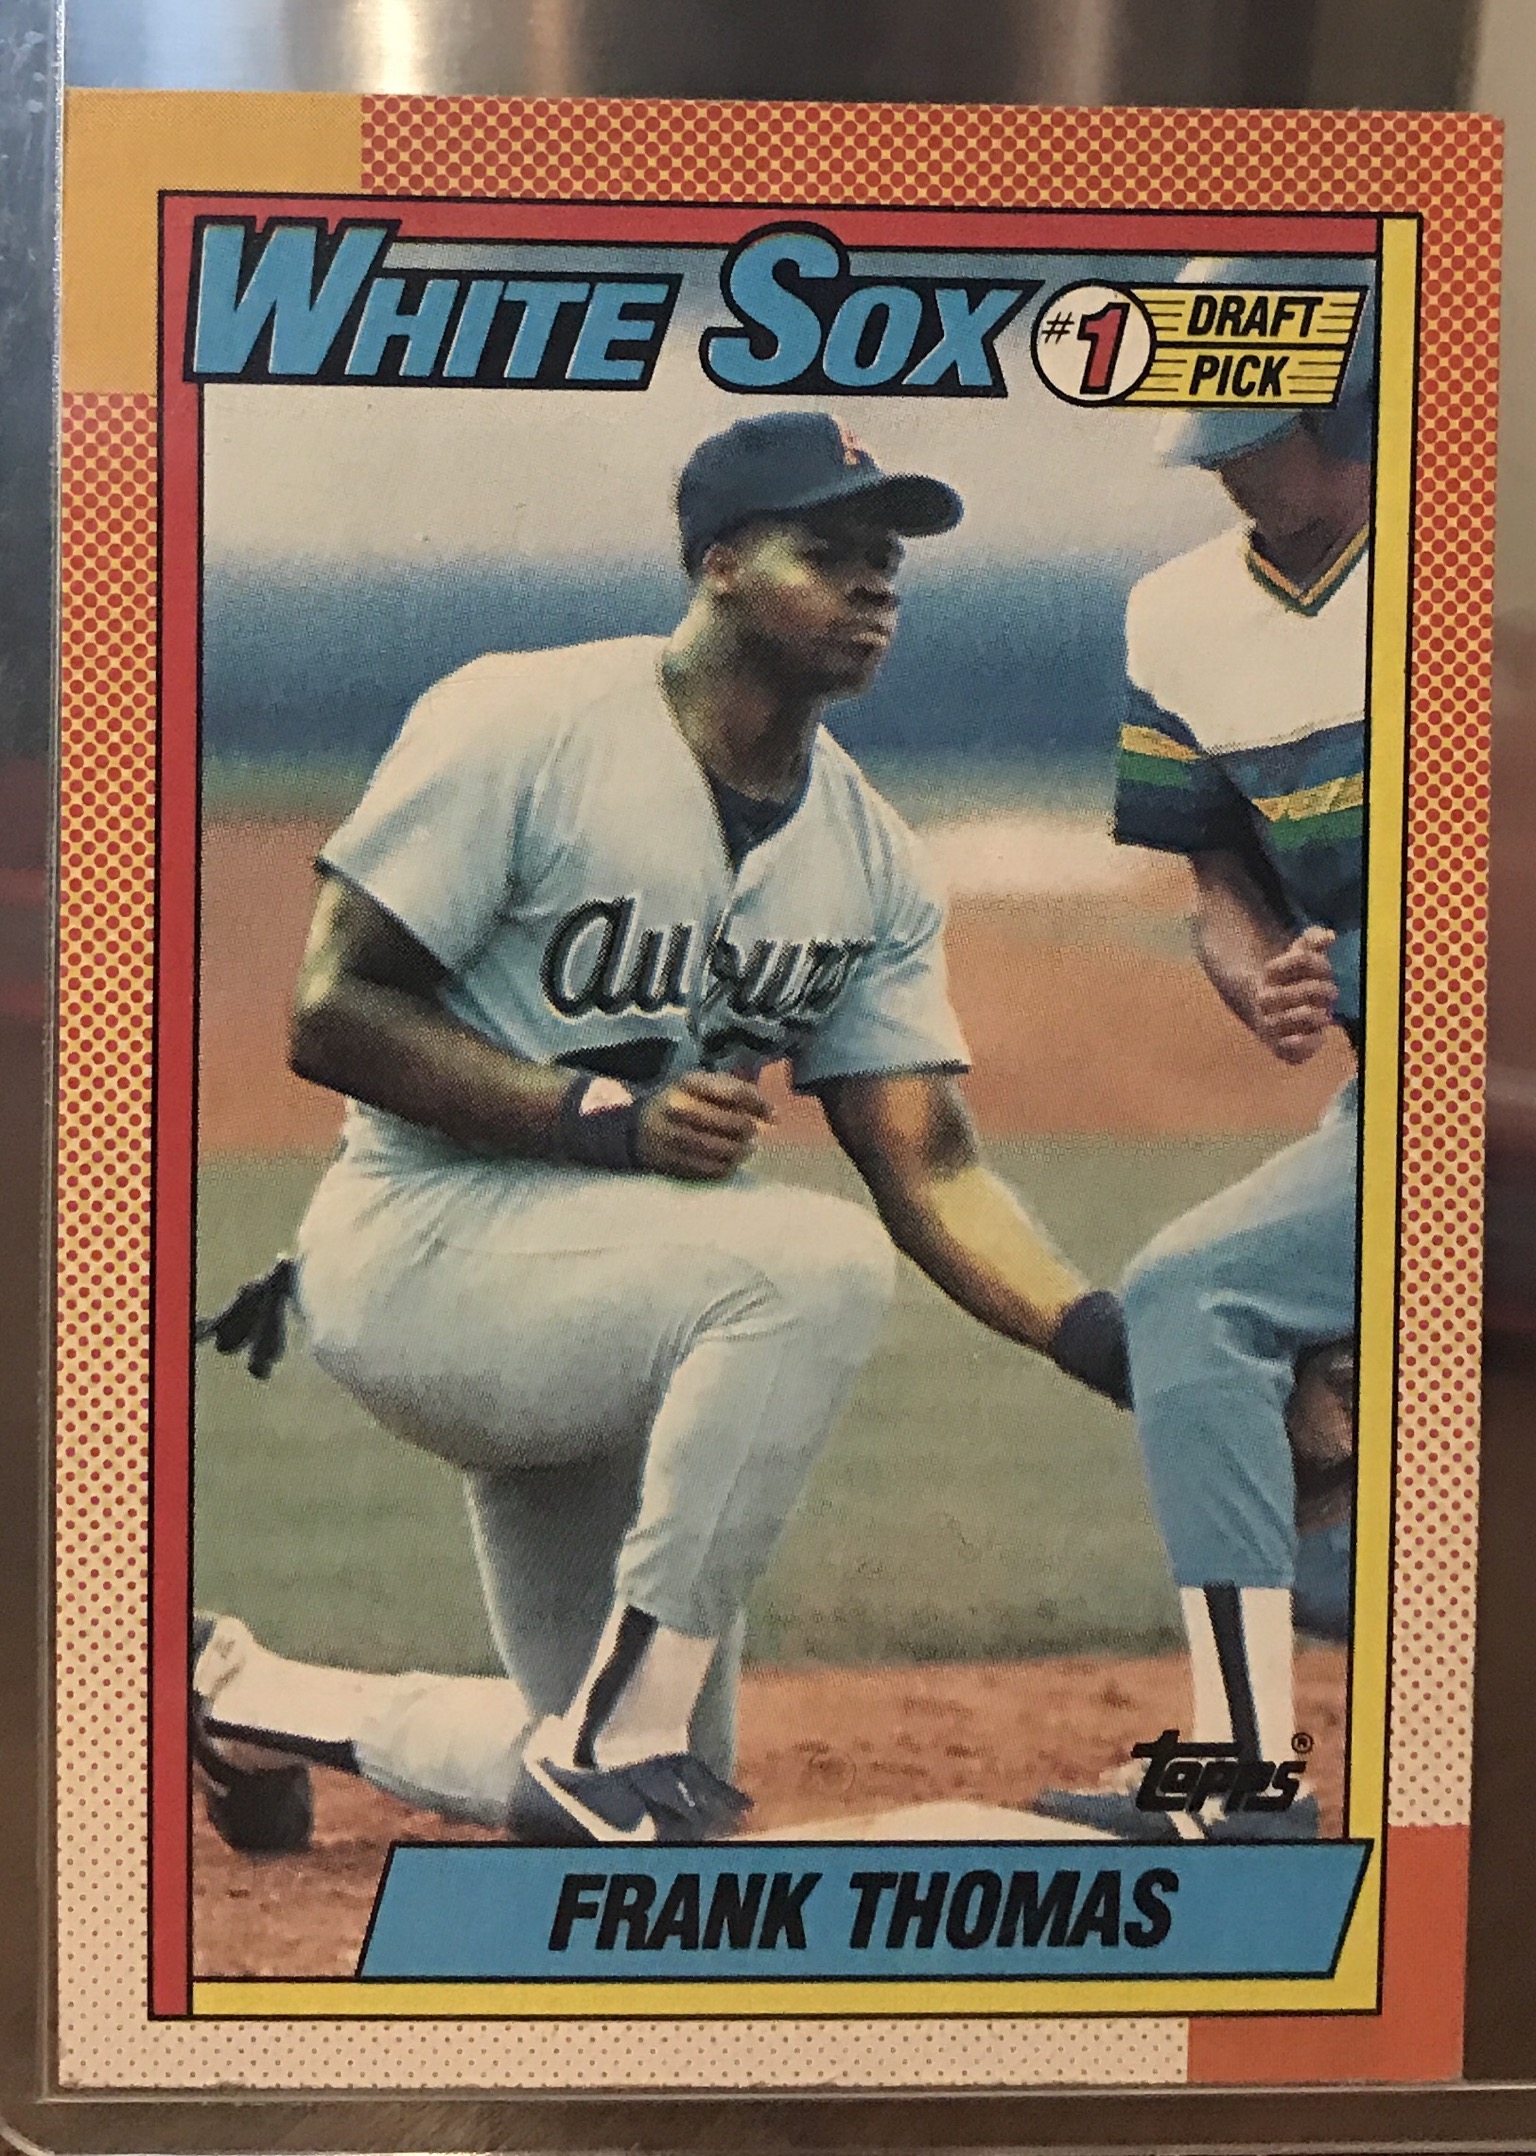 WHITE SOX
#1 DRAFT PICK
Auburn
topps®
FRANK THOMAS